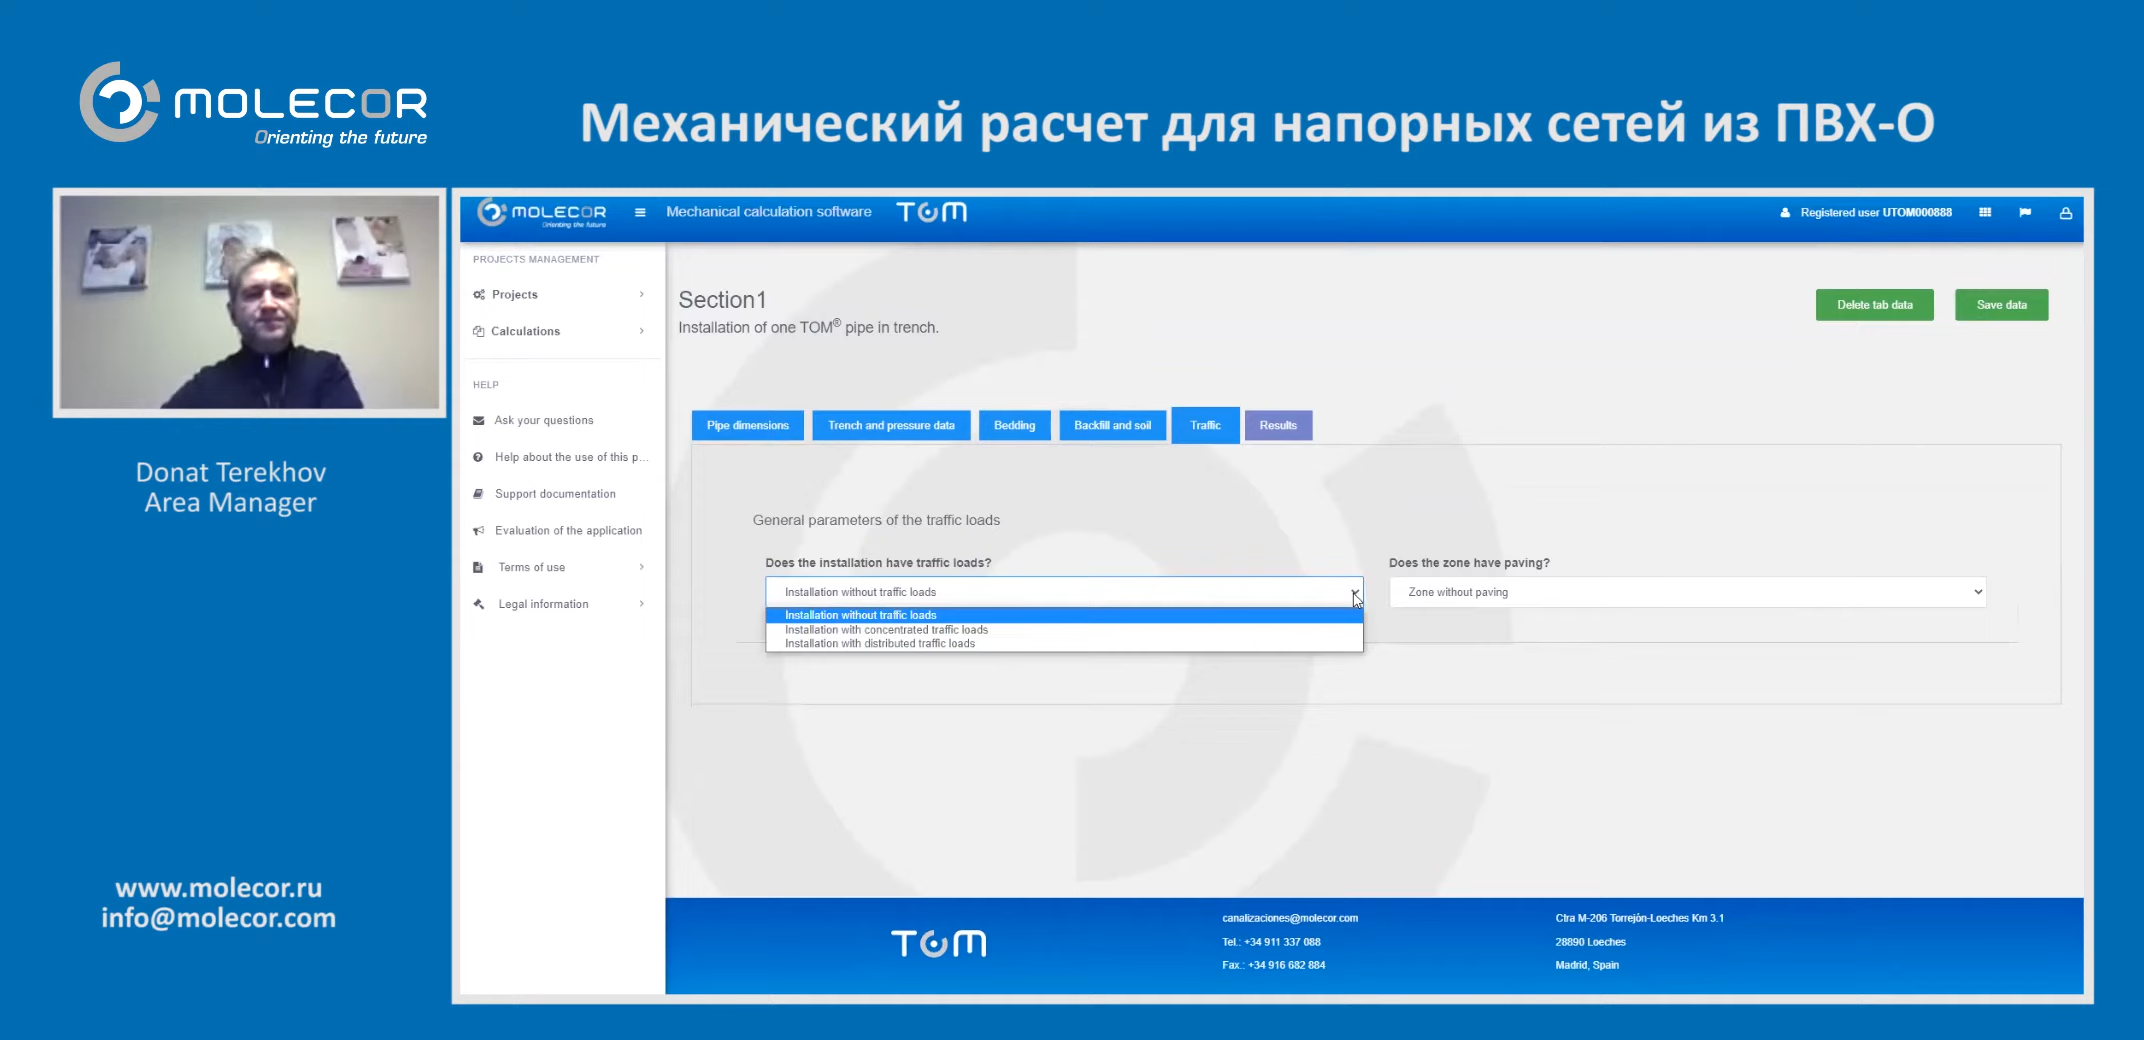 MOLECOR
Orienting the future
Механический расчет для напорных сетей из ПВХ-О
Donat Terekhov
Area Manager
www.molecor.ru
info@molecor.com
MOLECOR
Orienting the future
Mechanical calculation software
TOM
Registered user UTOM000888
PROJECTS MANAGEMENT
Projects
Calculations
HELP
Ask your questions
Help about the use of this p...
Support documentation
Evaluation of the application
Terms of use
Legal information
Section1
Installation of one TOM® pipe in trench.
Delete tab data
Save data
Pipe dimensions
Trench and pressure data
Bedding
Backfill and soil
Traffic
Results
General parameters of the traffic loads
Does the installation have traffic loads?
Installation without traffic loads
Installation without traffic loads
Installation with concentrated traffic loads
Installation with distributed traffic loads
Does the zone have paving?
Zone without paving
TOM
canalizaciones@molecor.com
Tel.: +34 911 337 088
Fax.: +34 916 682 884
Ctra M-206 Torrejón-Loeches Km 3.1
28890 Loeches
Madrid, Spain